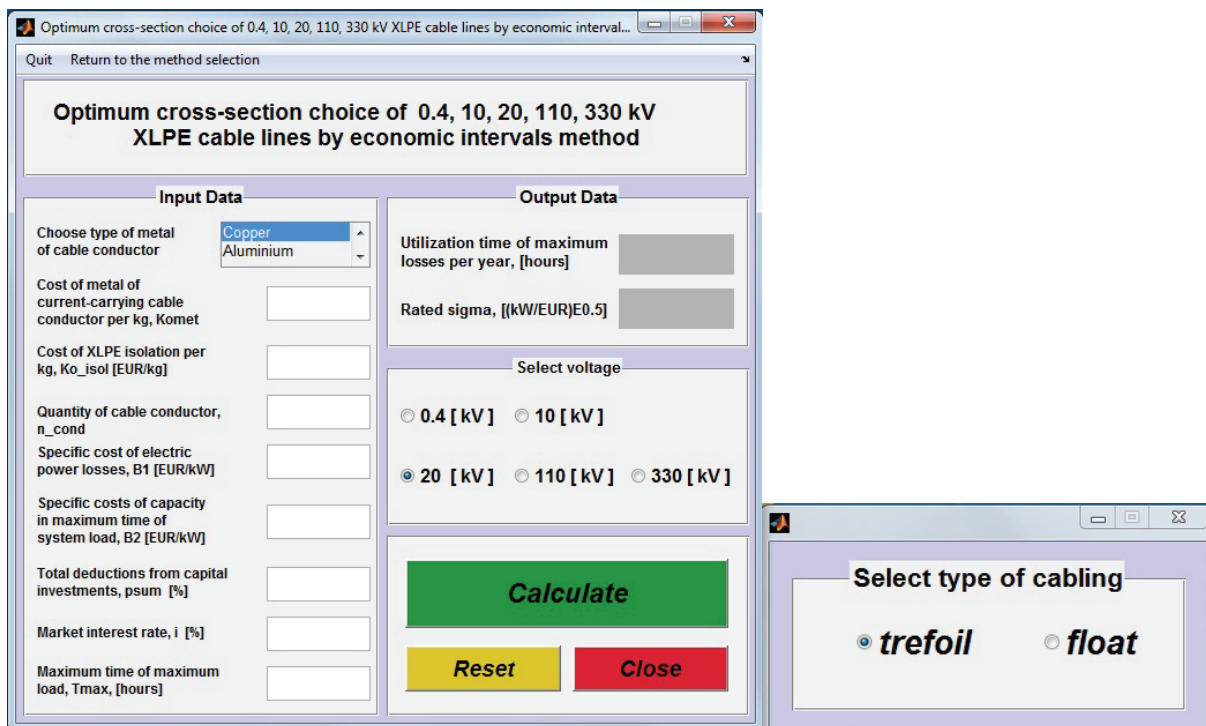 Optimum cross-section choice of 0.4, 10, 20, 110, 330 kV XLPE cable lines by economic interval...
Quit Return to the method selection
Optimum cross-section choice of 0.4, 10, 20, 110, 330 kV
XLPE cable lines by economic intervals method
Input Data
Choose type of metal
of cable conductor
Copper
Aluminium
Cost of metal of
current-carrying cable
conductor per kg, Komet
Cost of XLPE isolation per
kg, Ko_isol [EUR/kg]
Quantity of cable conductor,
n_cond
Specific cost of electric
power losses, B1 [EUR/kW]
Specific costs of capacity
in maximum time of
system load, B2 [EUR/kW]
Total deductions from capital
investments, psum [%]
Market interest rate, i [%]
Maximum time of maximum
load, Tmax, [hours]
Output Data
Utilization time of maximum
losses per year, [hours]
Rated sigma, [(kW/EUR)E0.5]
Select voltage
0.4 [ kV ] 10 [ kV ]
20 [ kV ] 110 [ kV ] 330 [ kV ]
Calculate
Reset Close
Select type of cabling
trefoil float